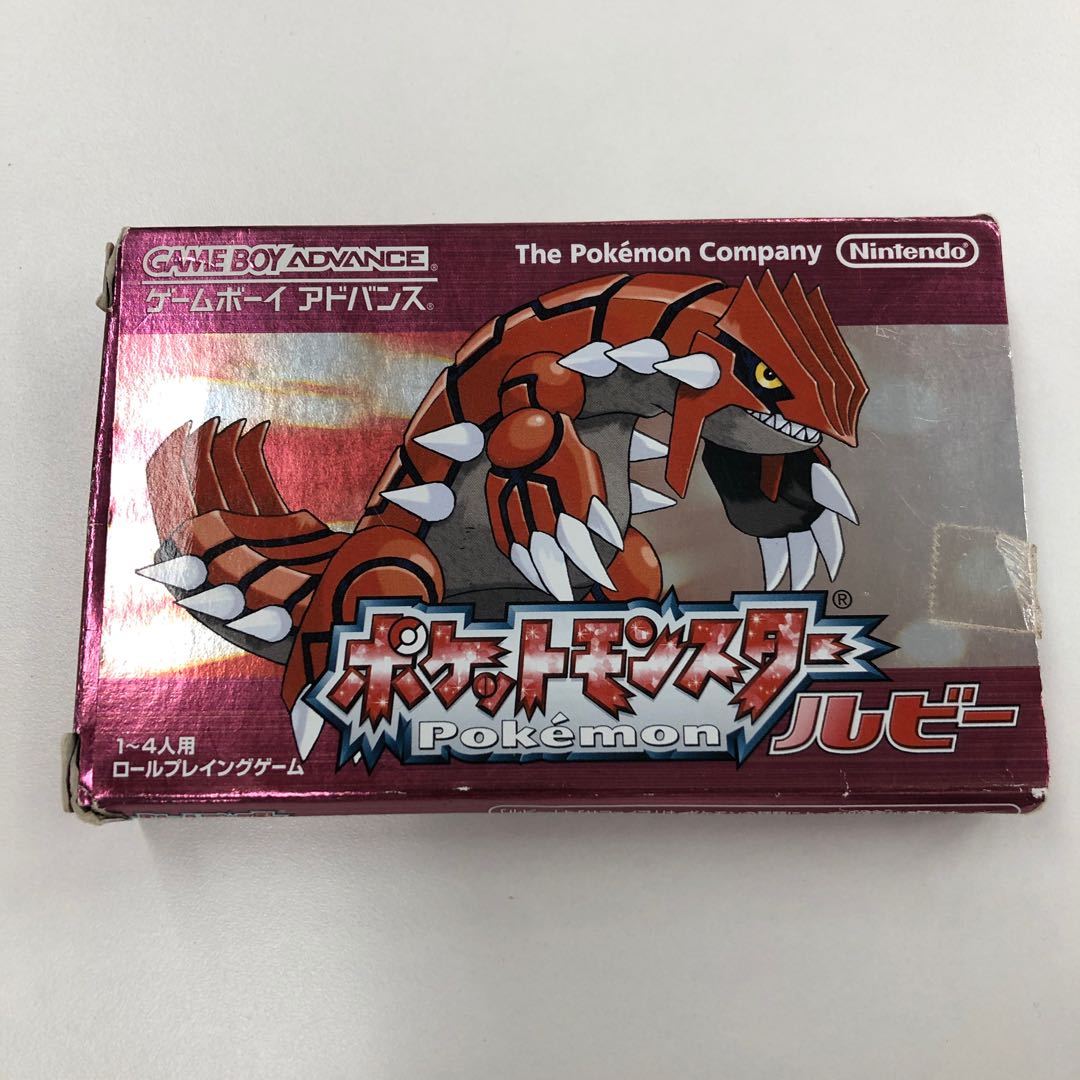 GAME BOY ADVANCE
ゲームボーイ アドバンス®
The Pokémon Company
Nintendo®
ポケットモンスター®
Pokémon
ルビー
1~4人用
ロールプレイングゲーム